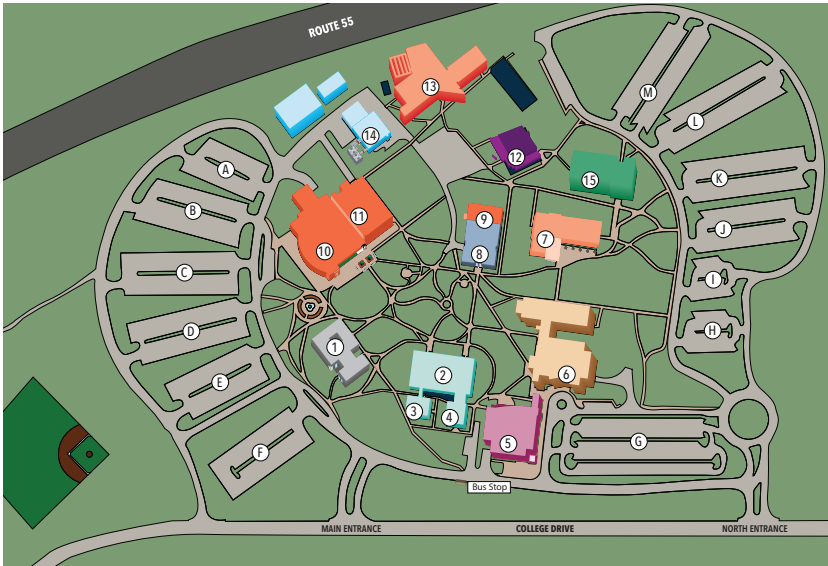 ROUTE 55
13
M
14
L
12
A
15
K
B
11
9
7
J
10
8
C
I
D
H
1
2
6
E
3
4
5
G
F
Bus Stop
MAIN ENTRANCE
COLLEGE DRIVE
NORTH ENTRANCE